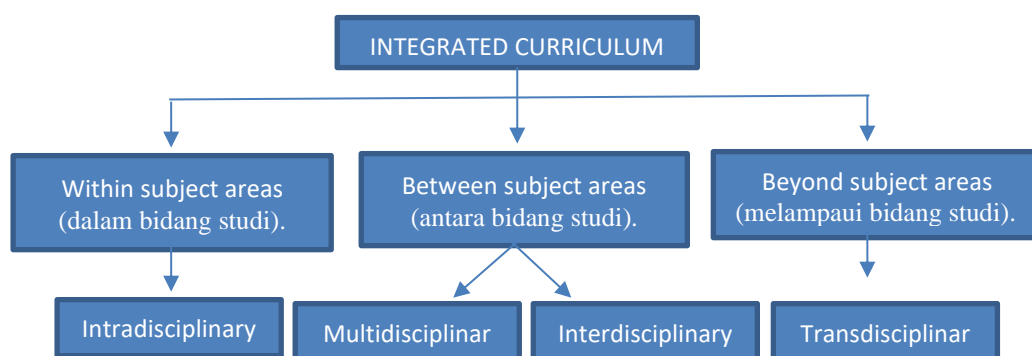 INTEGRATED CURRICULUM
Within subject areas
(dalam bidang studi).
Between subject areas
(antara bidang studi).
Beyond subject areas
(melampaui bidang studi).
Intradisciplinary
Multidisciplinar
Interdisciplinary
Transdisciplinar